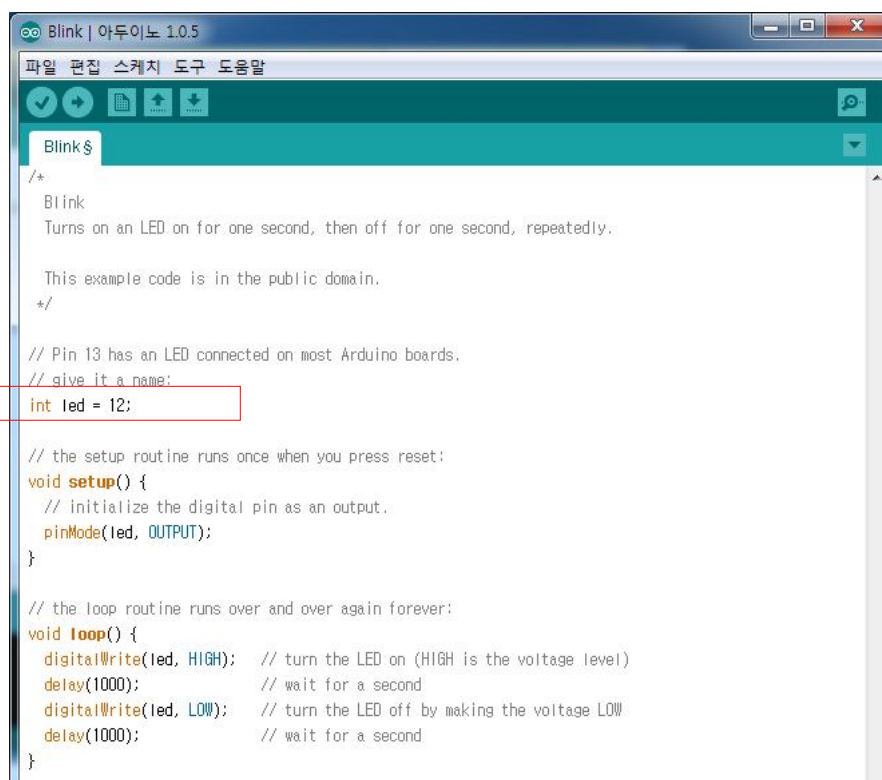 Blink | 아두이노 1.0.5
파일 편집 스케치 도구 도움말
Blink §
/*
  Blink
  Turns on an LED on for one second, then off for one second, repeatedly.

  This example code is in the public domain.
 */

// Pin 13 has an LED connected on most Arduino boards.
// give it a name:
int led = 12;

// the setup routine runs once when you press reset:
void setup() {
  // initialize the digital pin as an output.
  pinMode(led, OUTPUT);
}

// the loop routine runs over and over again forever:
void loop() {
  digitalWrite(led, HIGH);   // turn the LED on (HIGH is the voltage level)
  delay(1000);               // wait for a second
  digitalWrite(led, LOW);    // turn the LED off by making the voltage LOW
  delay(1000);               // wait for a second
}